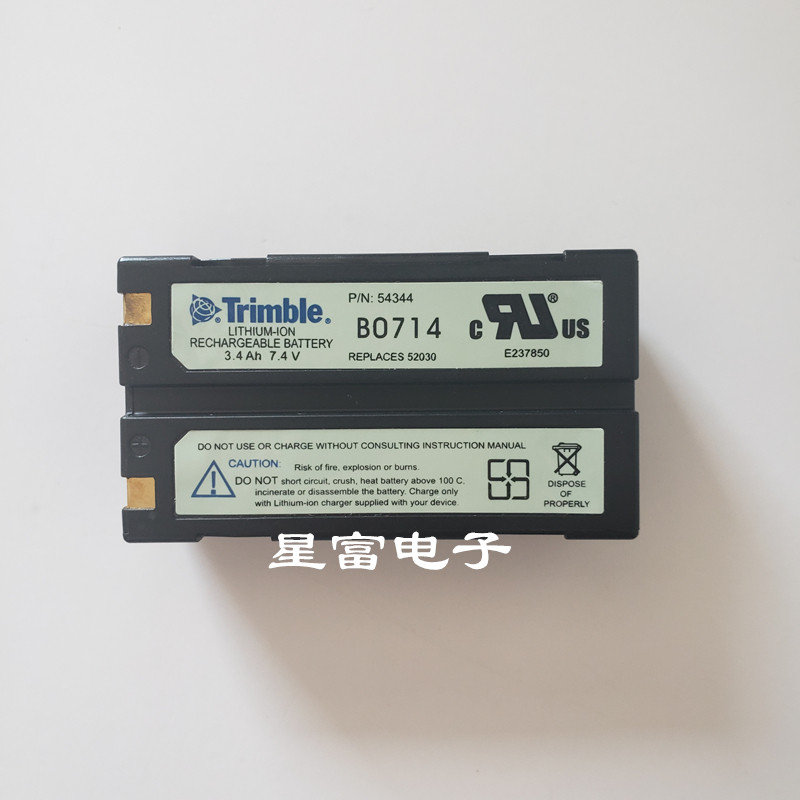 Trimble.
LITHIUM-ION
RECHARGEABLE BATTERY
3.4 Ah 7.4 V
P/N: 54344
B0714
REPLACES 52030
C RU ® US
E237850
DO NOT USE OR CHARGE WITHOUT CONSULTING INSTRUCTION MANUAL
CAUTION: Risk of fire, explosion or burns.
DO NOT short circuit, crush, heat battery above 100 C,
incinerate or disassemble the battery. Charge only
with Lithium-ion charger supplied with your device.
DISPOSE
OF
PROPERLY
星富电子